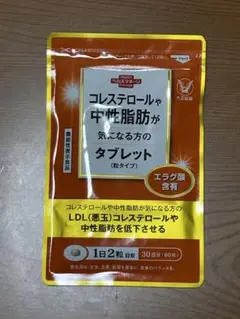 コレステロールや
中性脂肪が
気になる方の
タブレット
(粒タイプ)
機能性表示食品
エラグ酸
含有
コレステロールや中性脂肪が気になる方の
LDL(悪玉)コレステロールや
中性脂肪を低下させる
1日2粒目安
30日分(60粒)